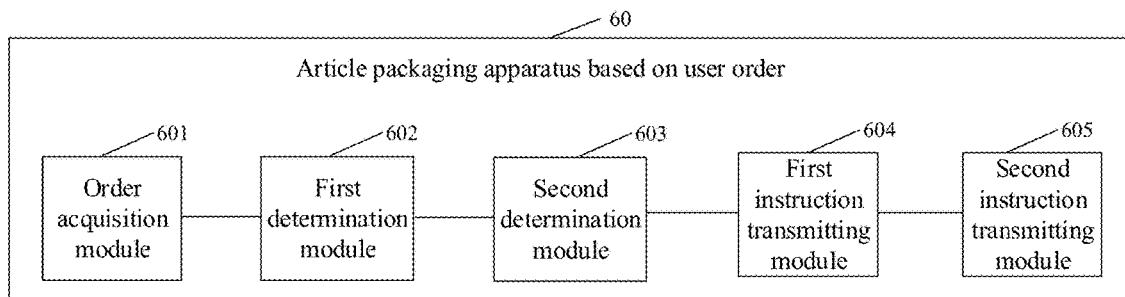 60
Article packaging apparatus based on user order
601
602
603
604
605
Order
acquisition
module
First
determination
module
Second
determination
module
First
instruction
transmitting
module
Second
instruction
transmitting
module